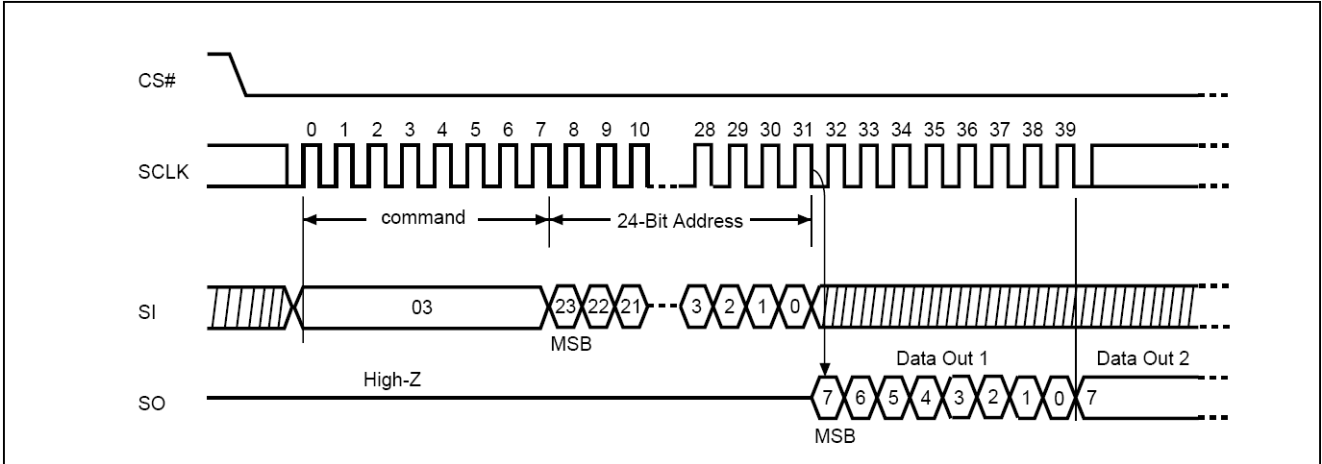 CS#
0 1 2 3 4 5 6 7 8 9 10 28 29 30 31 32 33 34 35 36 37 38 39
SCLK
command 24-Bit Address
SI 03 23 22 21 3 2 1 0
MSB
Data Out 1 Data Out 2
High-Z
SO 7 6 5 4 3 2 1 0 7
MSB